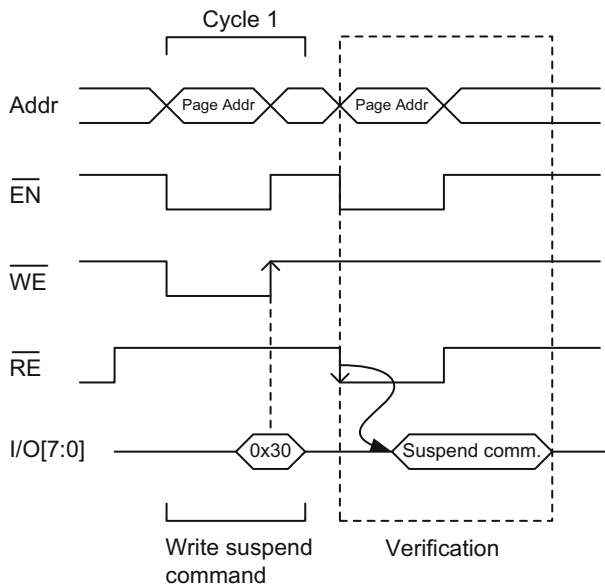 Cycle 1
Addr
Page Addr
Page Addr
EN
WE
RE
I/O[7:0]
0x30
Suspend comm.
Write suspend
command
Verification